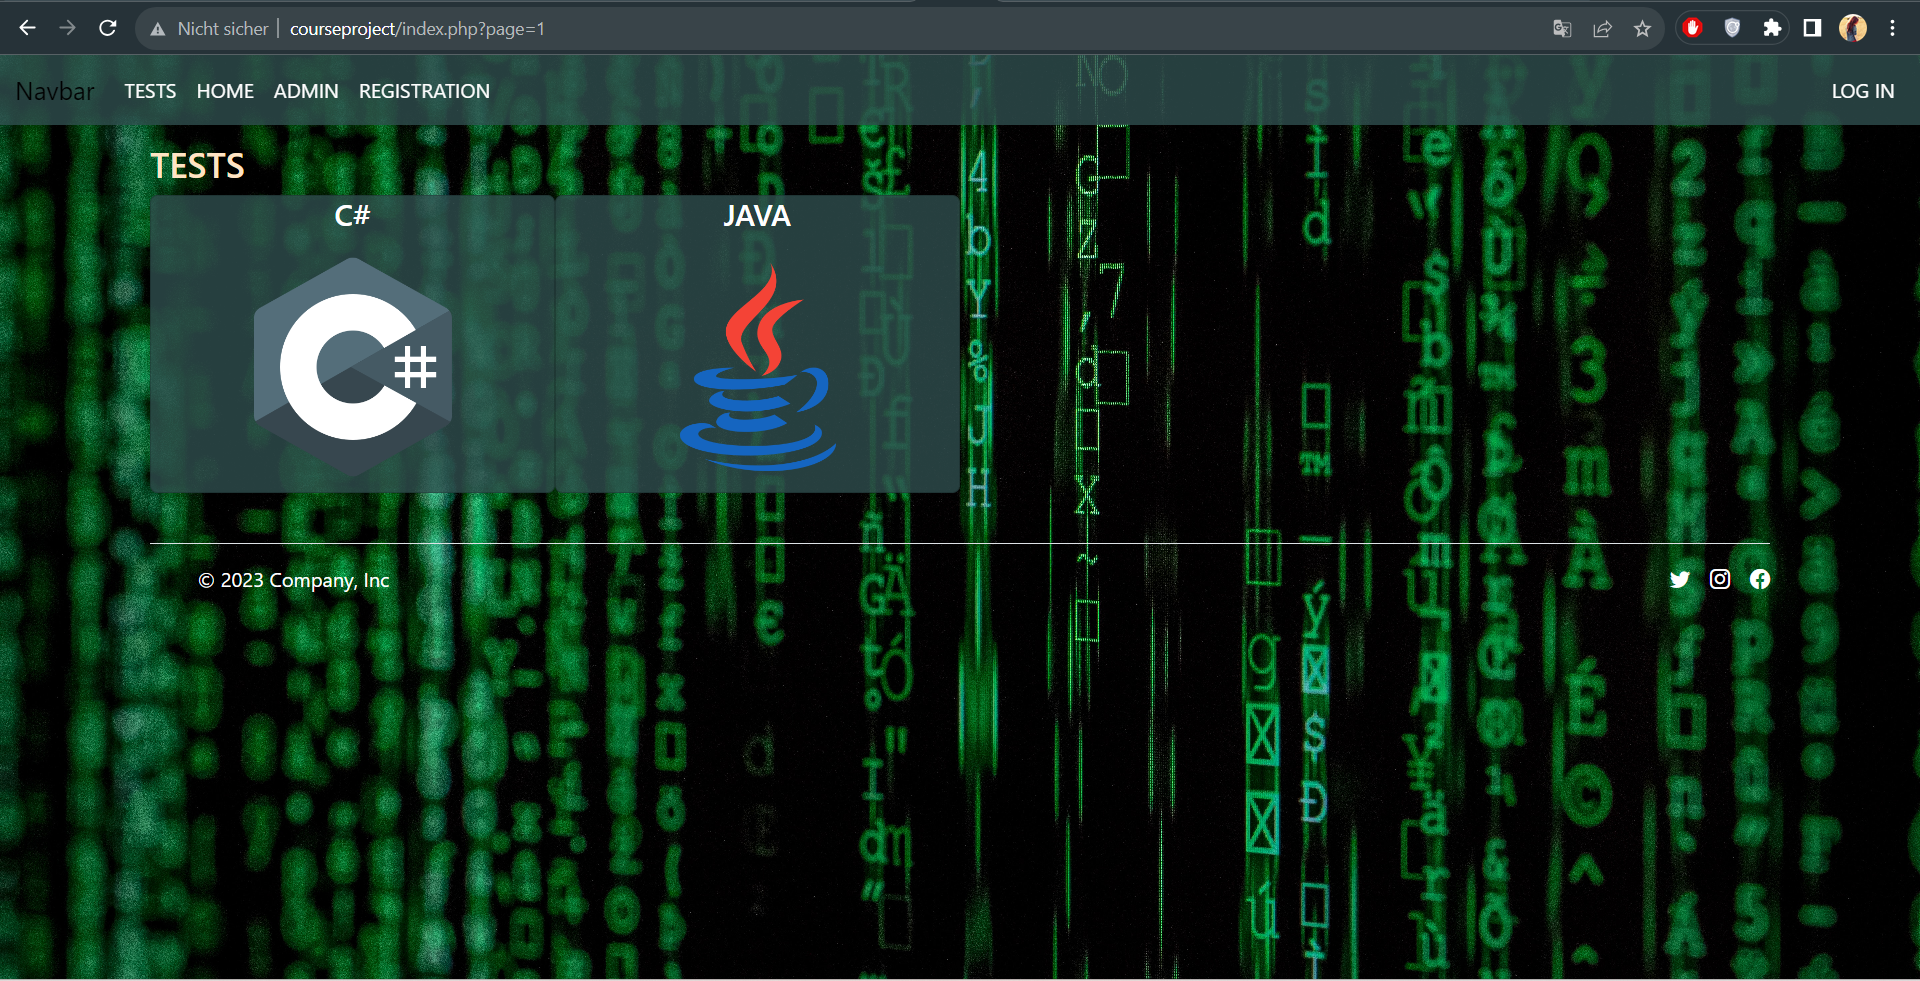 Nicht sicher | courseproject/index.php?page=1
Navbar TESTS HOME ADMIN REGISTRATION LOG IN
TESTS
C# JAVA
C#
© 2023 Company, Inc